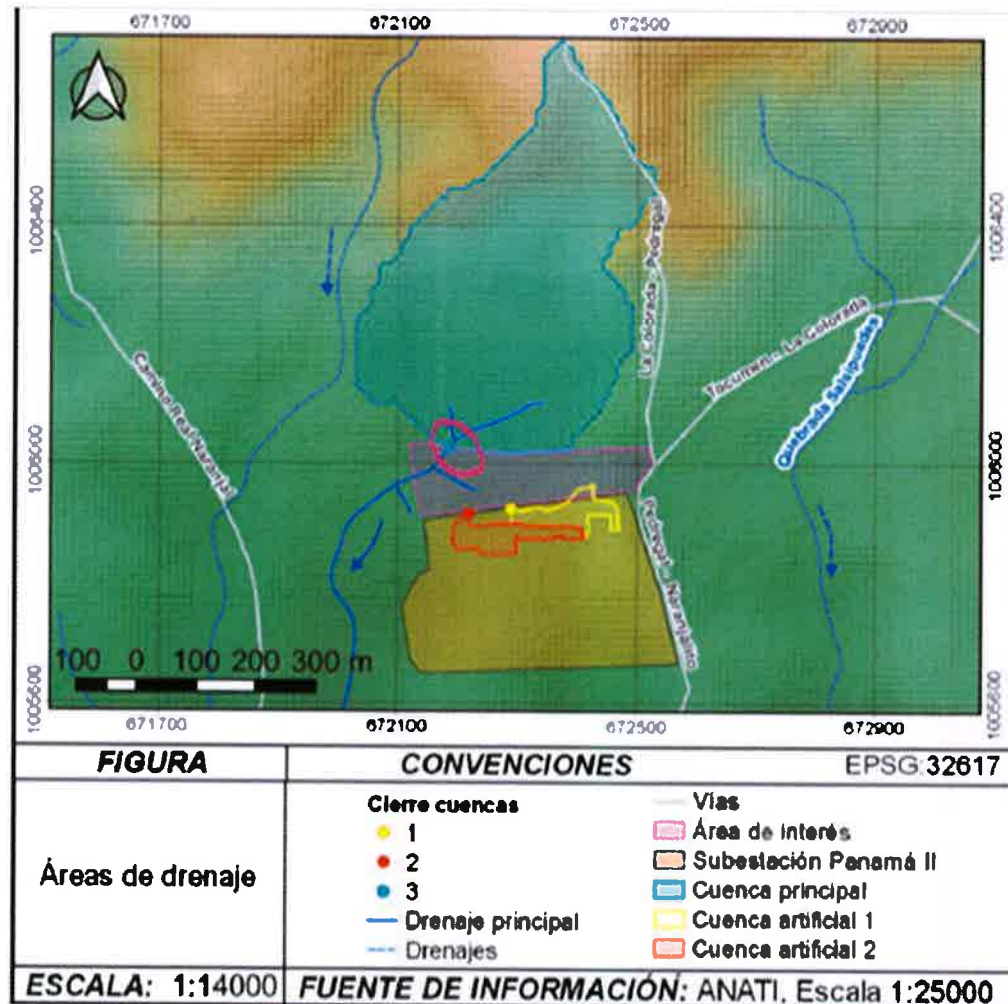 671700 672100 672500 672900
1006400 1006400
La Colorada - Pedregal
Tocumen - La Colorada
Quebrada Salsipuedes
Camino Real Naranjal
1006000 1006000
Pedregal - Naranjalito
100 0 100 200 300 m
1005600 1005600
671700 672100 672500 672900
FIGURA
CONVENCIONES
EPSG:32617
Áreas de drenaje
Cierre cuencas
1
2
3
Drenaje principal
Drenajes
Vías
Área de interés
Subestación Panamá II
Cuenca principal
Cuenca artificial 1
Cuenca artificial 2
ESCALA: 1:14000
FUENTE DE INFORMACIÓN: ANATI, Escala 1:25000